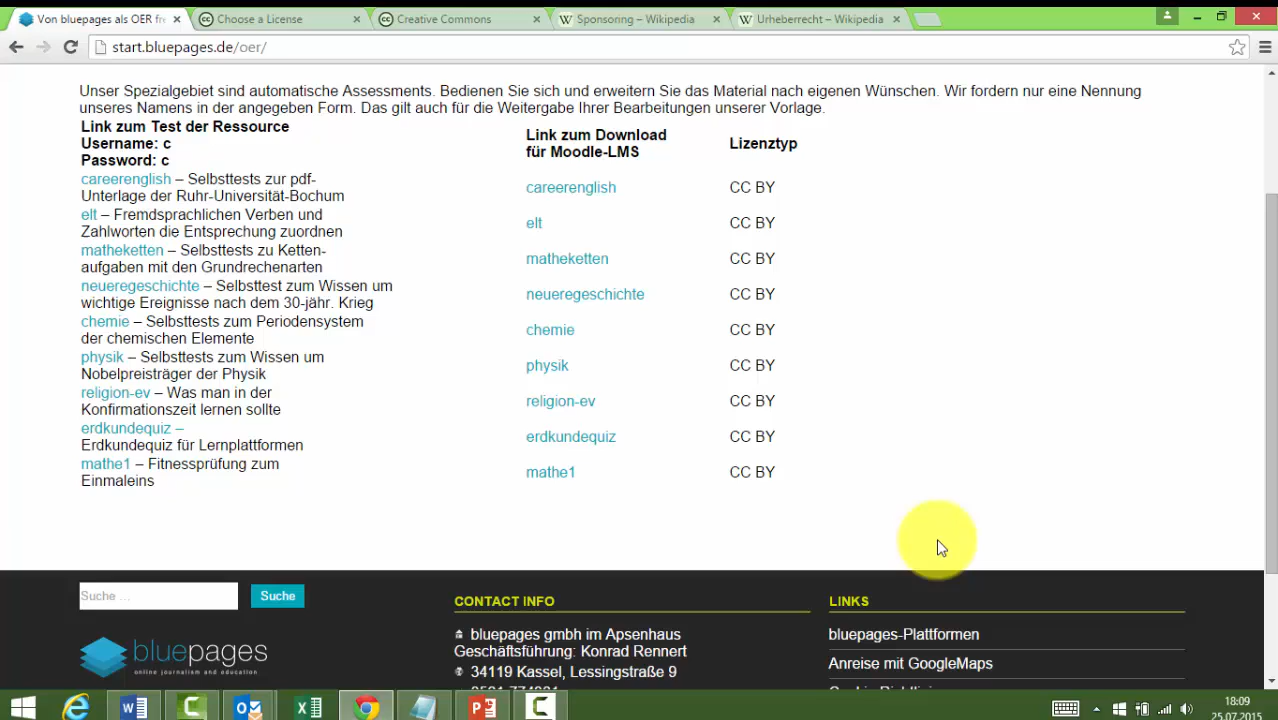 Von bluepages als OER fre
Choose a License
Creative Commons
Sponsoring – Wikipedia
Urheberrecht – Wikipedia
start.bluepages.de/oer/
Unser Spezialgebiet sind automatische Assessments. Bedienen Sie sich und erweitern Sie das Material nach eigenen Wünschen. Wir fordern nur eine Nennung
unseres Namens in der angegeben Form. Das gilt auch für die Weitergabe Ihrer Bearbeitungen unserer Vorlage.
Link zum Test der Ressource
Username: c
Password: c
Link zum Download
für Moodle-LMS
Lizenztyp
careerenglish – Selbsttests zur pdf-
Unterlage der Ruhr-Universität-Bochum
careerenglish
CC BY
elt – Fremdsprachlichen Verben und
Zahlworten die Entsprechung zuordnen
elt
CC BY
matheketten – Selbsttests zu Ketten-
aufgaben mit den Grundrechenarten
matheketten
CC BY
neueregeschichte – Selbsttest zum Wissen um
wichtige Ereignisse nach dem 30-jähr. Krieg
neueregeschichte
CC BY
chemie – Selbsttests zum Periodensystem
der chemischen Elemente
chemie
CC BY
physik – Selbsttests zum Wissen um
Nobelpreisträger der Physik
physik
CC BY
religion-ev – Was man in der
Konfirmationszeit lernen sollte
religion-ev
CC BY
erdkundequiz –
Erdkundequiz für Lernplattformen
erdkundequiz
CC BY
mathe1 – Fitnessprüfung zum
Einmaleins
mathe1
CC BY
Suche ...
Suche
bluepages
online journalism and education
CONTACT INFO
bluepages gmbh im Apsenhaus
Geschäftsführung: Konrad Rennert
34119 Kassel, Lessingstraße 9
LINKS
bluepages-Plattformen
Anreise mit GoogleMaps
18:09
25.07.2015